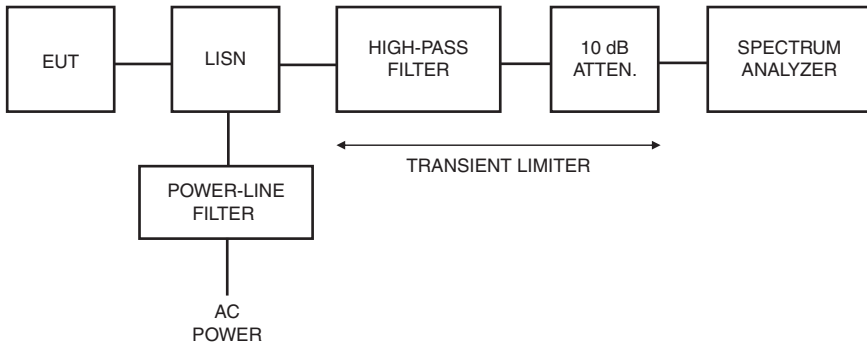 EUT
LISN
HIGH-PASS
FILTER
10 dB
ATTEN.
SPECTRUM
ANALYZER
TRANSIENT LIMITER
POWER-LINE
FILTER
AC
POWER